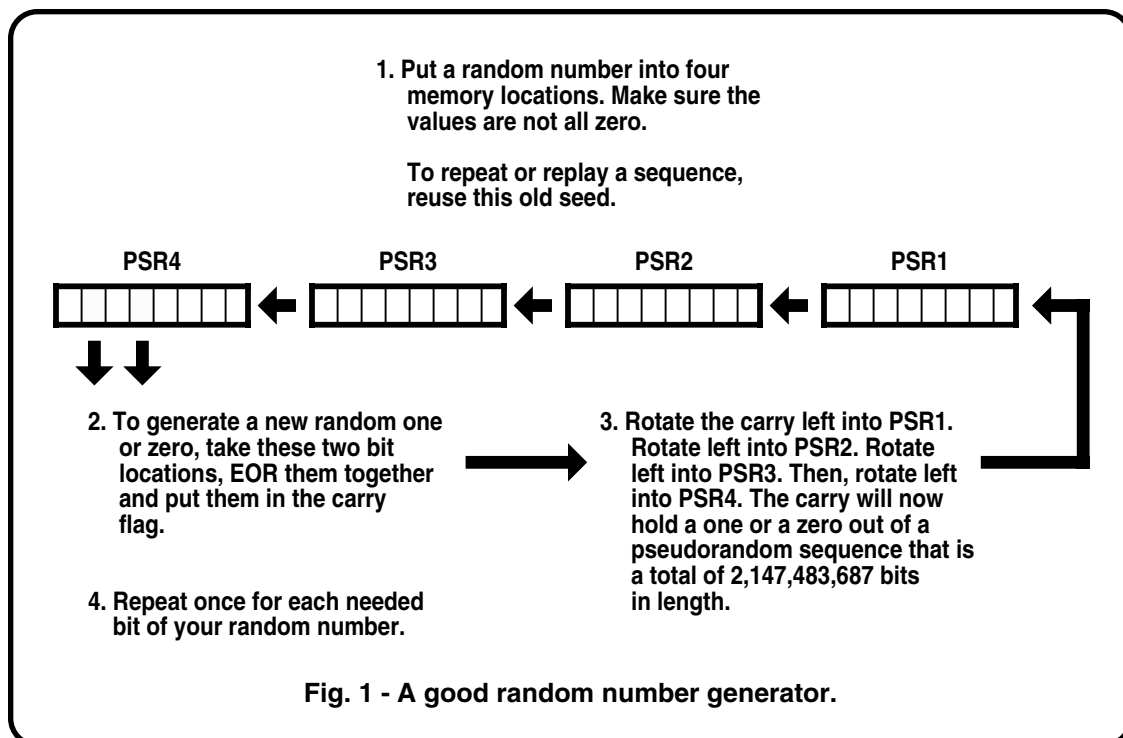 1. Put a random number into four
memory locations. Make sure the
values are not all zero.
To repeat or replay a sequence,
reuse this old seed.
PSR4 PSR3 PSR2 PSR1
2. To generate a new random one
or zero, take these two bit
locations, EOR them together
and put them in the carry
flag.
3. Rotate the carry left into PSR1.
Rotate left into PSR2. Rotate
left into PSR3. Then, rotate left
into PSR4. The carry will now
hold a one or a zero out of a
pseudorandom sequence that is
a total of 2,147,483,687 bits
in length.
4. Repeat once for each needed
bit of your random number.
Fig. 1 - A good random number generator.